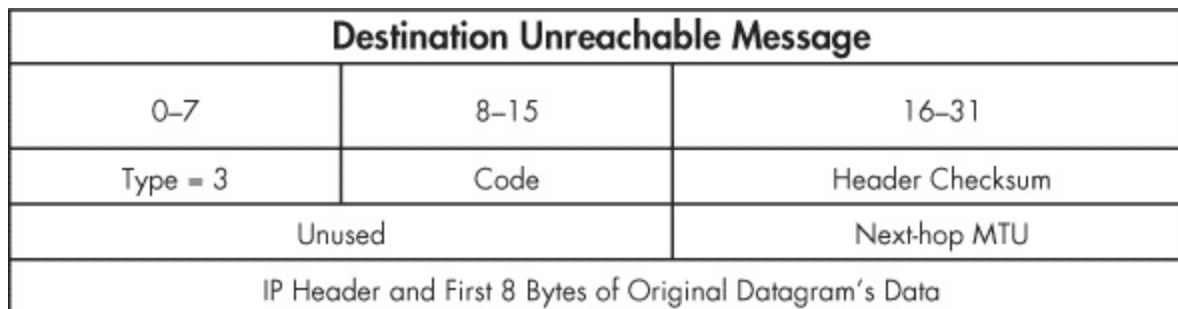 Destination Unreachable Message
0–7 8–15 16–31
Type = 3 Code Header Checksum
Unused Next-hop MTU
IP Header and First 8 Bytes of Original Datagram's Data